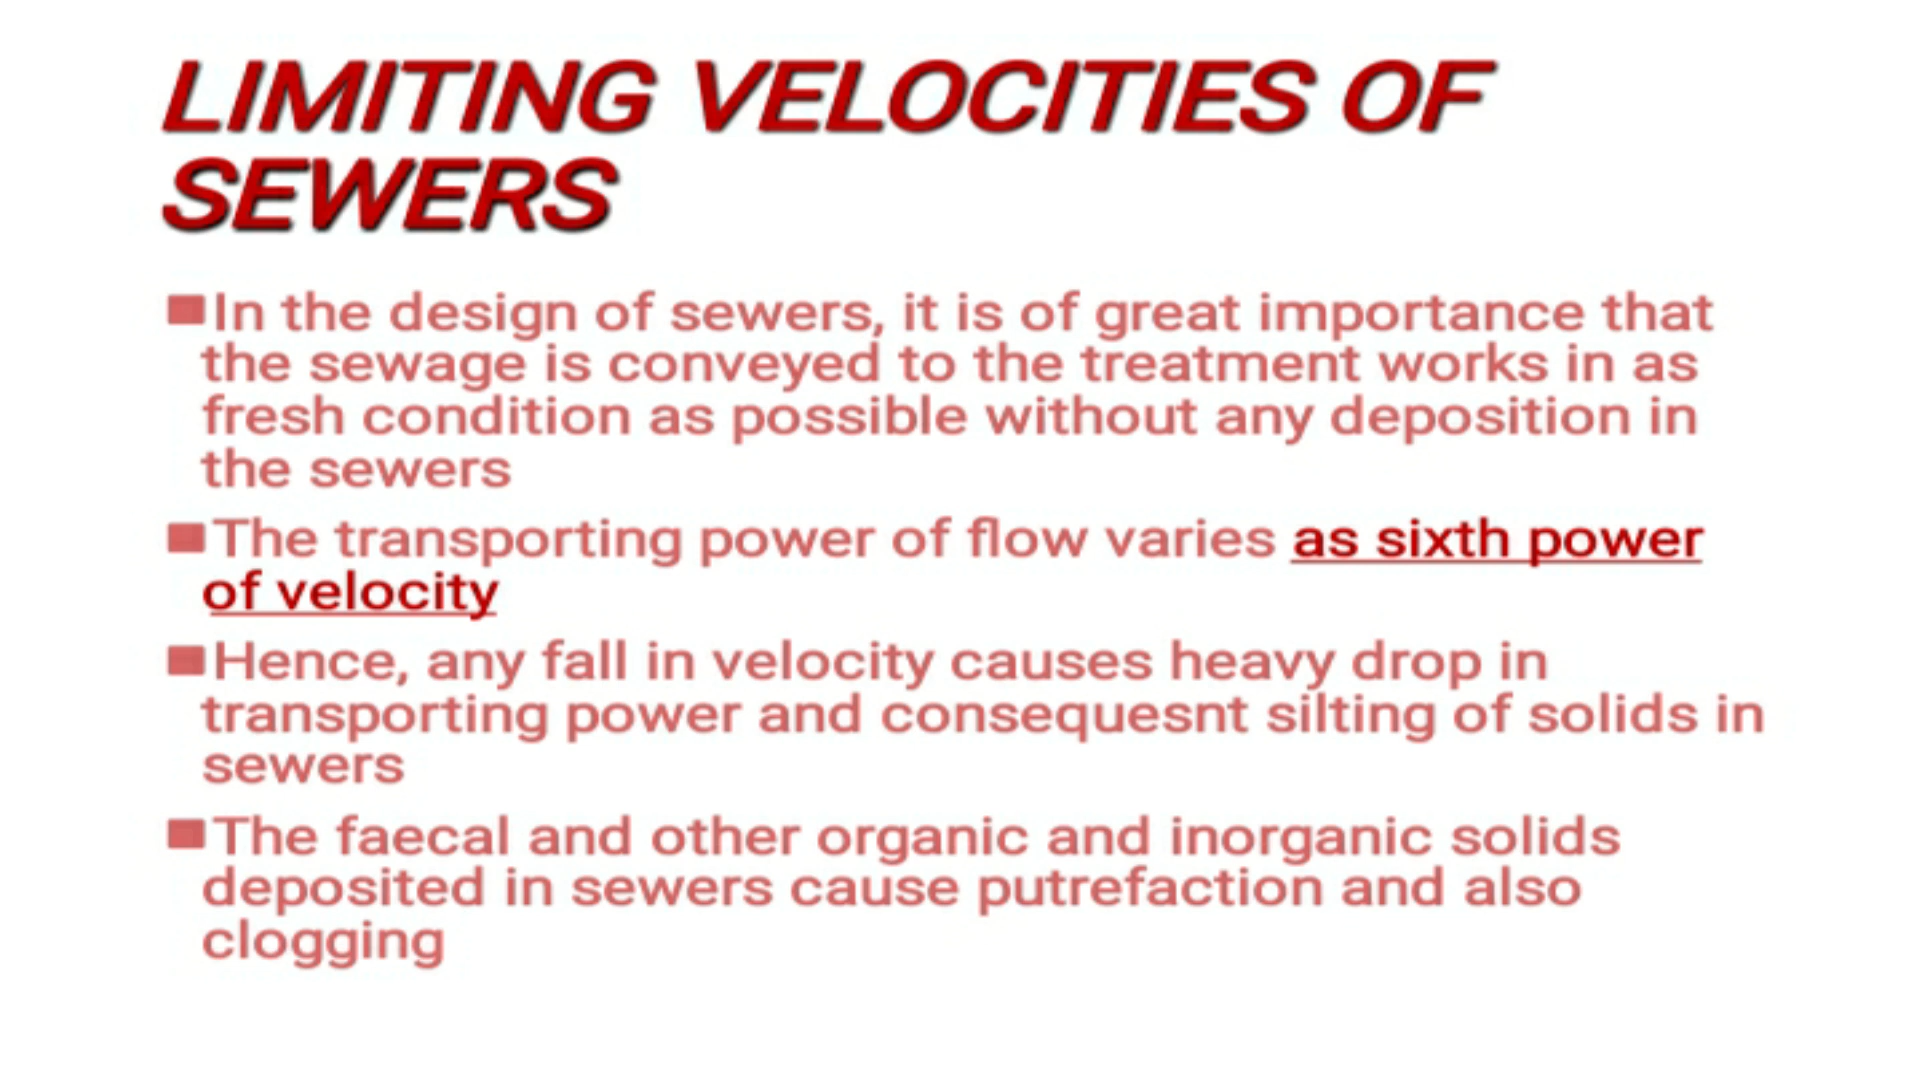 LIMITING VELOCITIES OF
SEWERS
■In the design of sewers, it is of great importance that
the sewage is conveyed to the treatment works in as
fresh condition as possible without any deposition in
the sewers
■The transporting power of flow varies as sixth power
of velocity
■Hence, any fall in velocity causes heavy drop in
transporting power and consequesnt silting of solids in
sewers
■The faecal and other organic and inorganic solids
deposited in sewers cause putrefaction and also
clogging